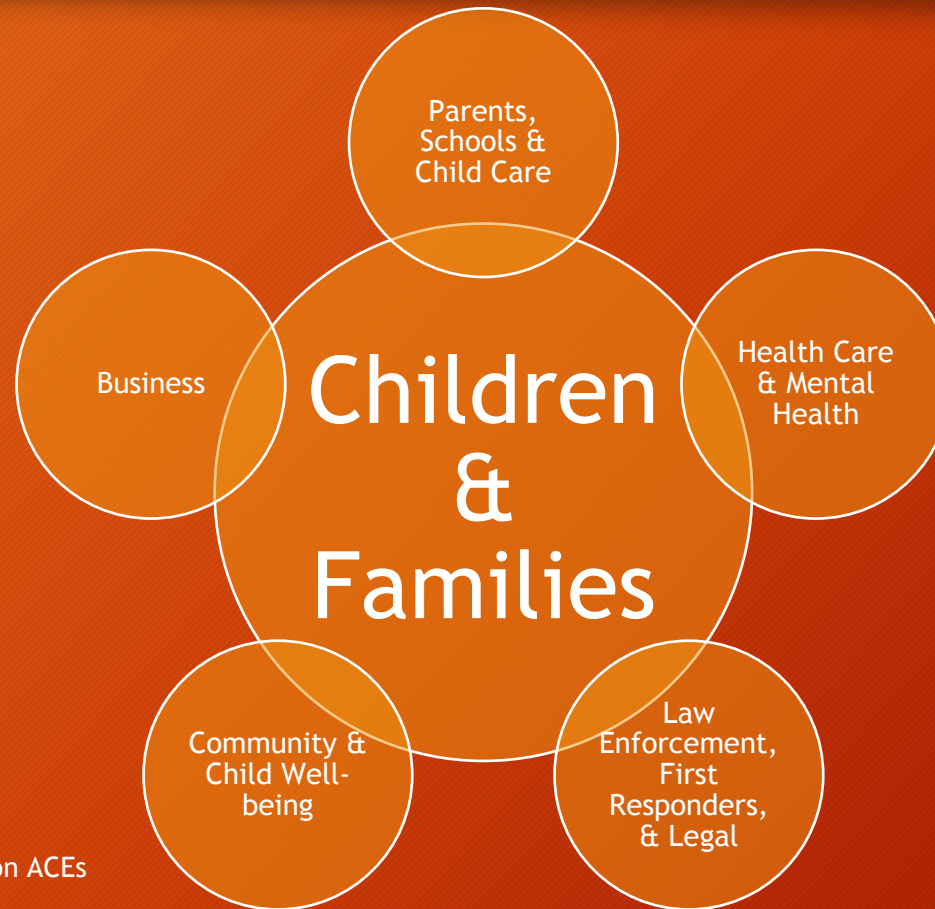 Parents,
Schools &
Child Care
Business
Children
&
Families
Health Care
& Mental
Health
Community &
Child Well-
being
Law
Enforcement,
First
Responders,
& Legal
on ACEs